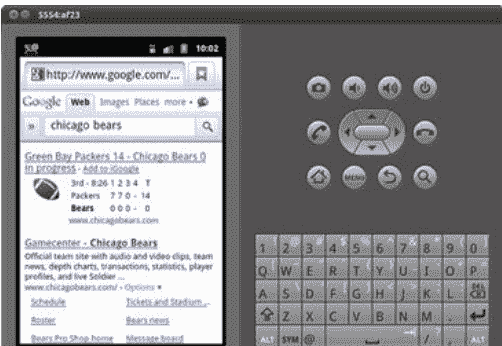 5554:af23
10:02
http://www.google.com/...
Google Web Images Places more
» chicago bears
Green Bay Packers 14 - Chicago Bears 0
in progress - Add to iGoogle
3rd - 8:26 1 2 3 4 T
Packers 7 7 0 - 14
Bears 0 0 0 - 0
www.chicagobears.com
Gamecenter - Chicago Bears
Official team site with audio and video clips, team
news, depth charts, transactions, statistics, player
profiles, and live Soldier ...
www.chicagobears.com/ - Options
Schedule Tickets and Stadium ...
Roster Bears news
Bears Pro Shop home Message board
MENU
1 2 3 4 5 6 7 8 9 0
Q W E R T Y U I O P
A S D F G H J K L DEL
Z X C V B N M .
ALT SYM @ / , ALT